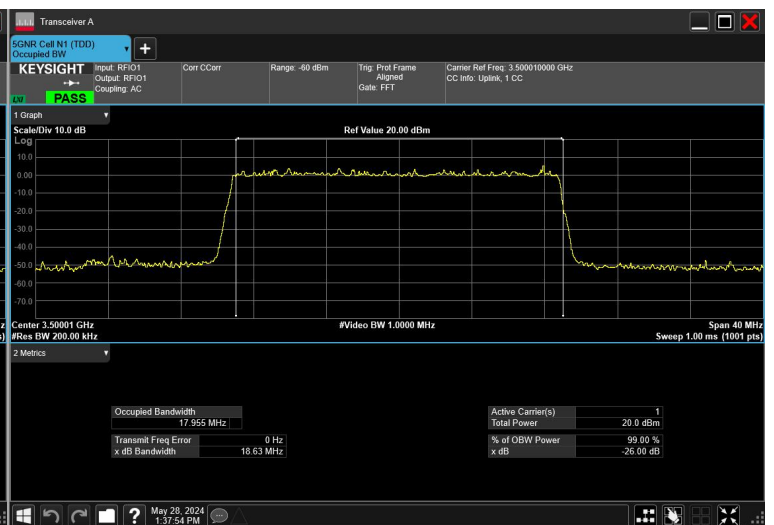 Transceiver A
5GNR Cell N1 (TDD)
Occupied BW
+
KEYSIGHT
Input: RFIO1
Output: RFIO1
Coupling: AC
Corr CCorr
Range: -60 dBm
Trig: Prot Frame
Aligned
Gate: FFT
Carrier Ref Freq: 3.500010000 GHz
CC Info: Uplink, 1 CC
LXI
PASS
1 Graph
Scale/Div 10.0 dB
Ref Value 20.00 dBm
Log
10.0
0.00
-10.0
-20.0
-30.0
-40.0
-50.0
-60.0
-70.0
Center 3.50001 GHz
#Video BW 1.0000 MHz
Span 40 MHz
#Res BW 200.00 kHz
Sweep 1.00 ms (1001 pts)
2 Metrics
Occupied Bandwidth
17.955 MHz
Transmit Freq Error 0 Hz
x dB Bandwidth 18.63 MHz
Active Carrier(s) 1
Total Power 20.0 dBm
% of OBW Power 99.00 %
x dB -26.00 dB
?
May 28, 2024
1:37:54 PM